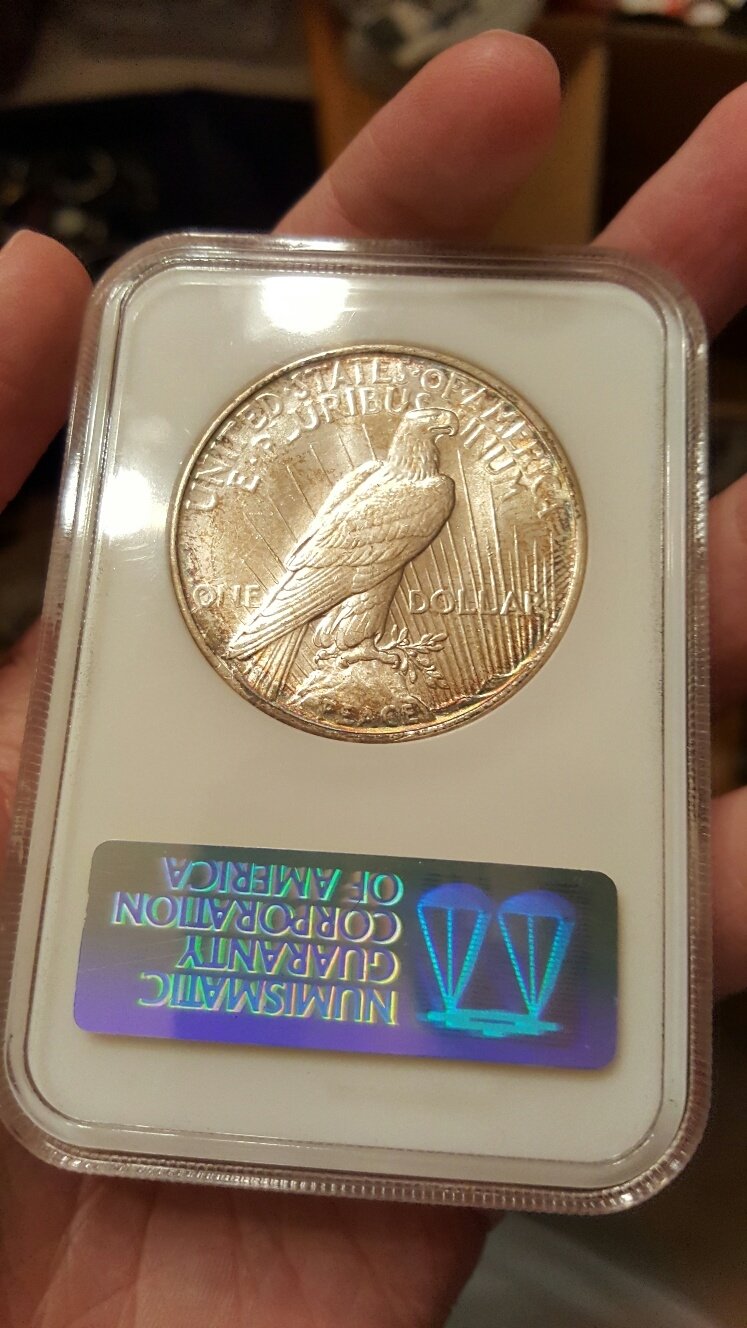 UNITED STATES OF AMERICA
E PLURIBUS UNUM
ONE DOLLAR
PEACE
NUMISMATIC
GUARANTY
CORPORATION
OF AMERICA